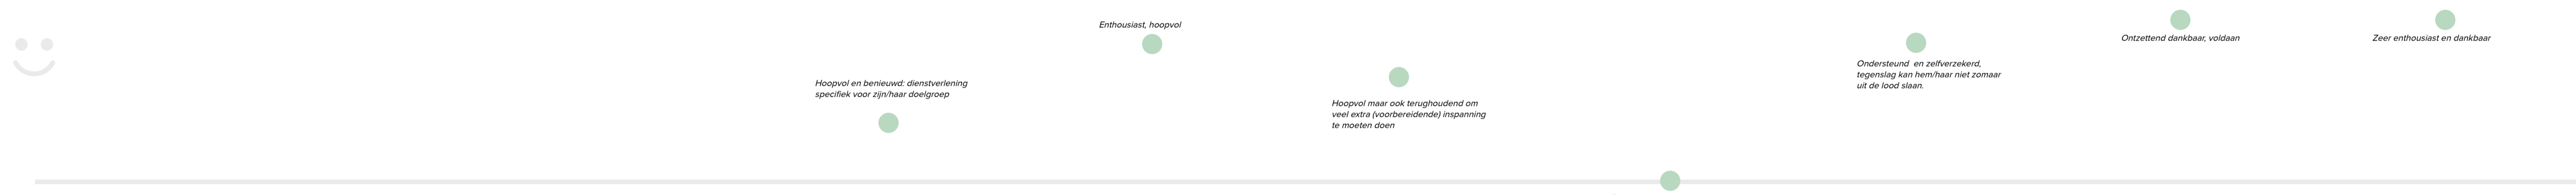 Hoopvol en benieuwd: dienstverlening
specifiek voor zijn/haar doelgroep
Enthousiast, hoopvol
Hoopvol maar ook terughoudend om
veel extra (voorbereidende) inspanning
te moeten doen
Ondersteund en zelfverzekerd,
tegenslag kan hem/haar niet zomaar
uit de lood slaan.
Ontzettend dankbaar, voldaan
Zeer enthousiast en dankbaar